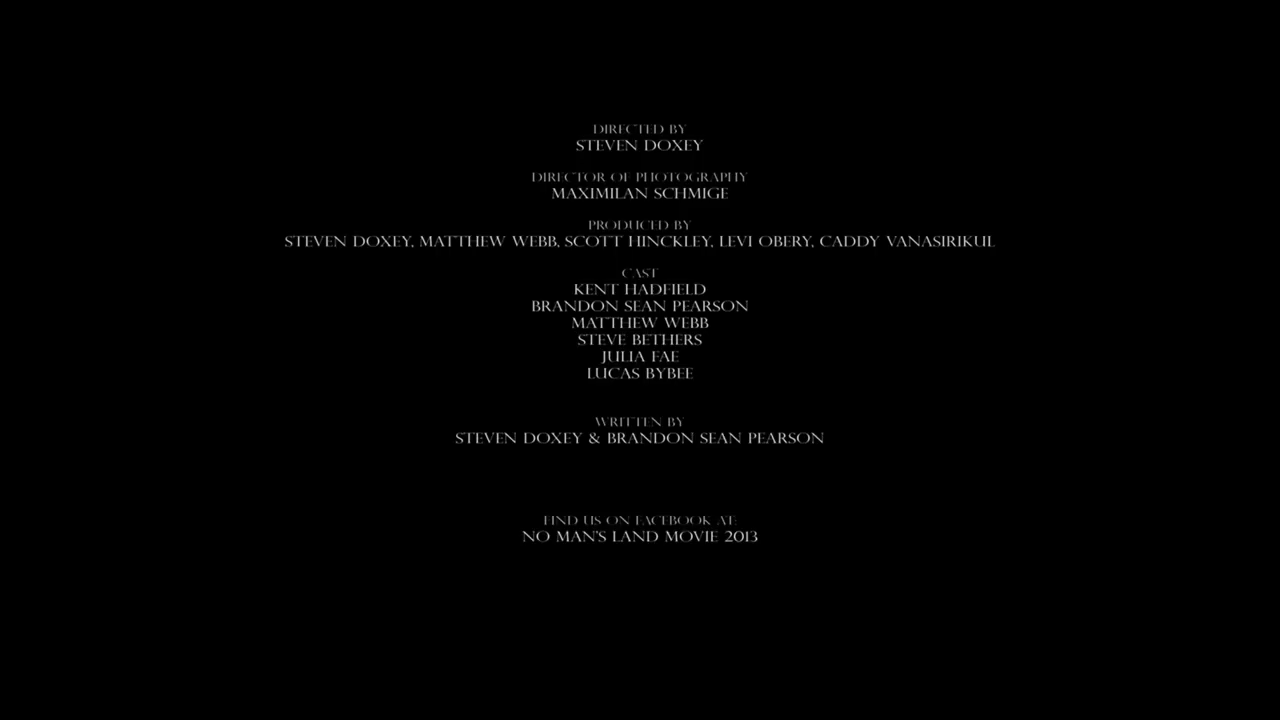 DIRECTED BY
STEVEN DOXEY
DIRECTOR OF PHOTOGRAPHY
MAXIMILAN SCHMIGE
PRODUCED BY
STEVEN DOXEY, MATTHEW WEBB, SCOTT HINCKLEY, LEVI OBERY, CADDY VANASIRIKUL
CAST
KENT HADFIELD
BRANDON SEAN PEARSON
MATTHEW WEBB
STEVE BETHERS
JULIA FAE
LUCAS BYBEE
WRITTEN BY
STEVEN DOXEY & BRANDON SEAN PEARSON
FIND US ON FACEBOOK AT:
NO MAN'S LAND MOVIE 2013